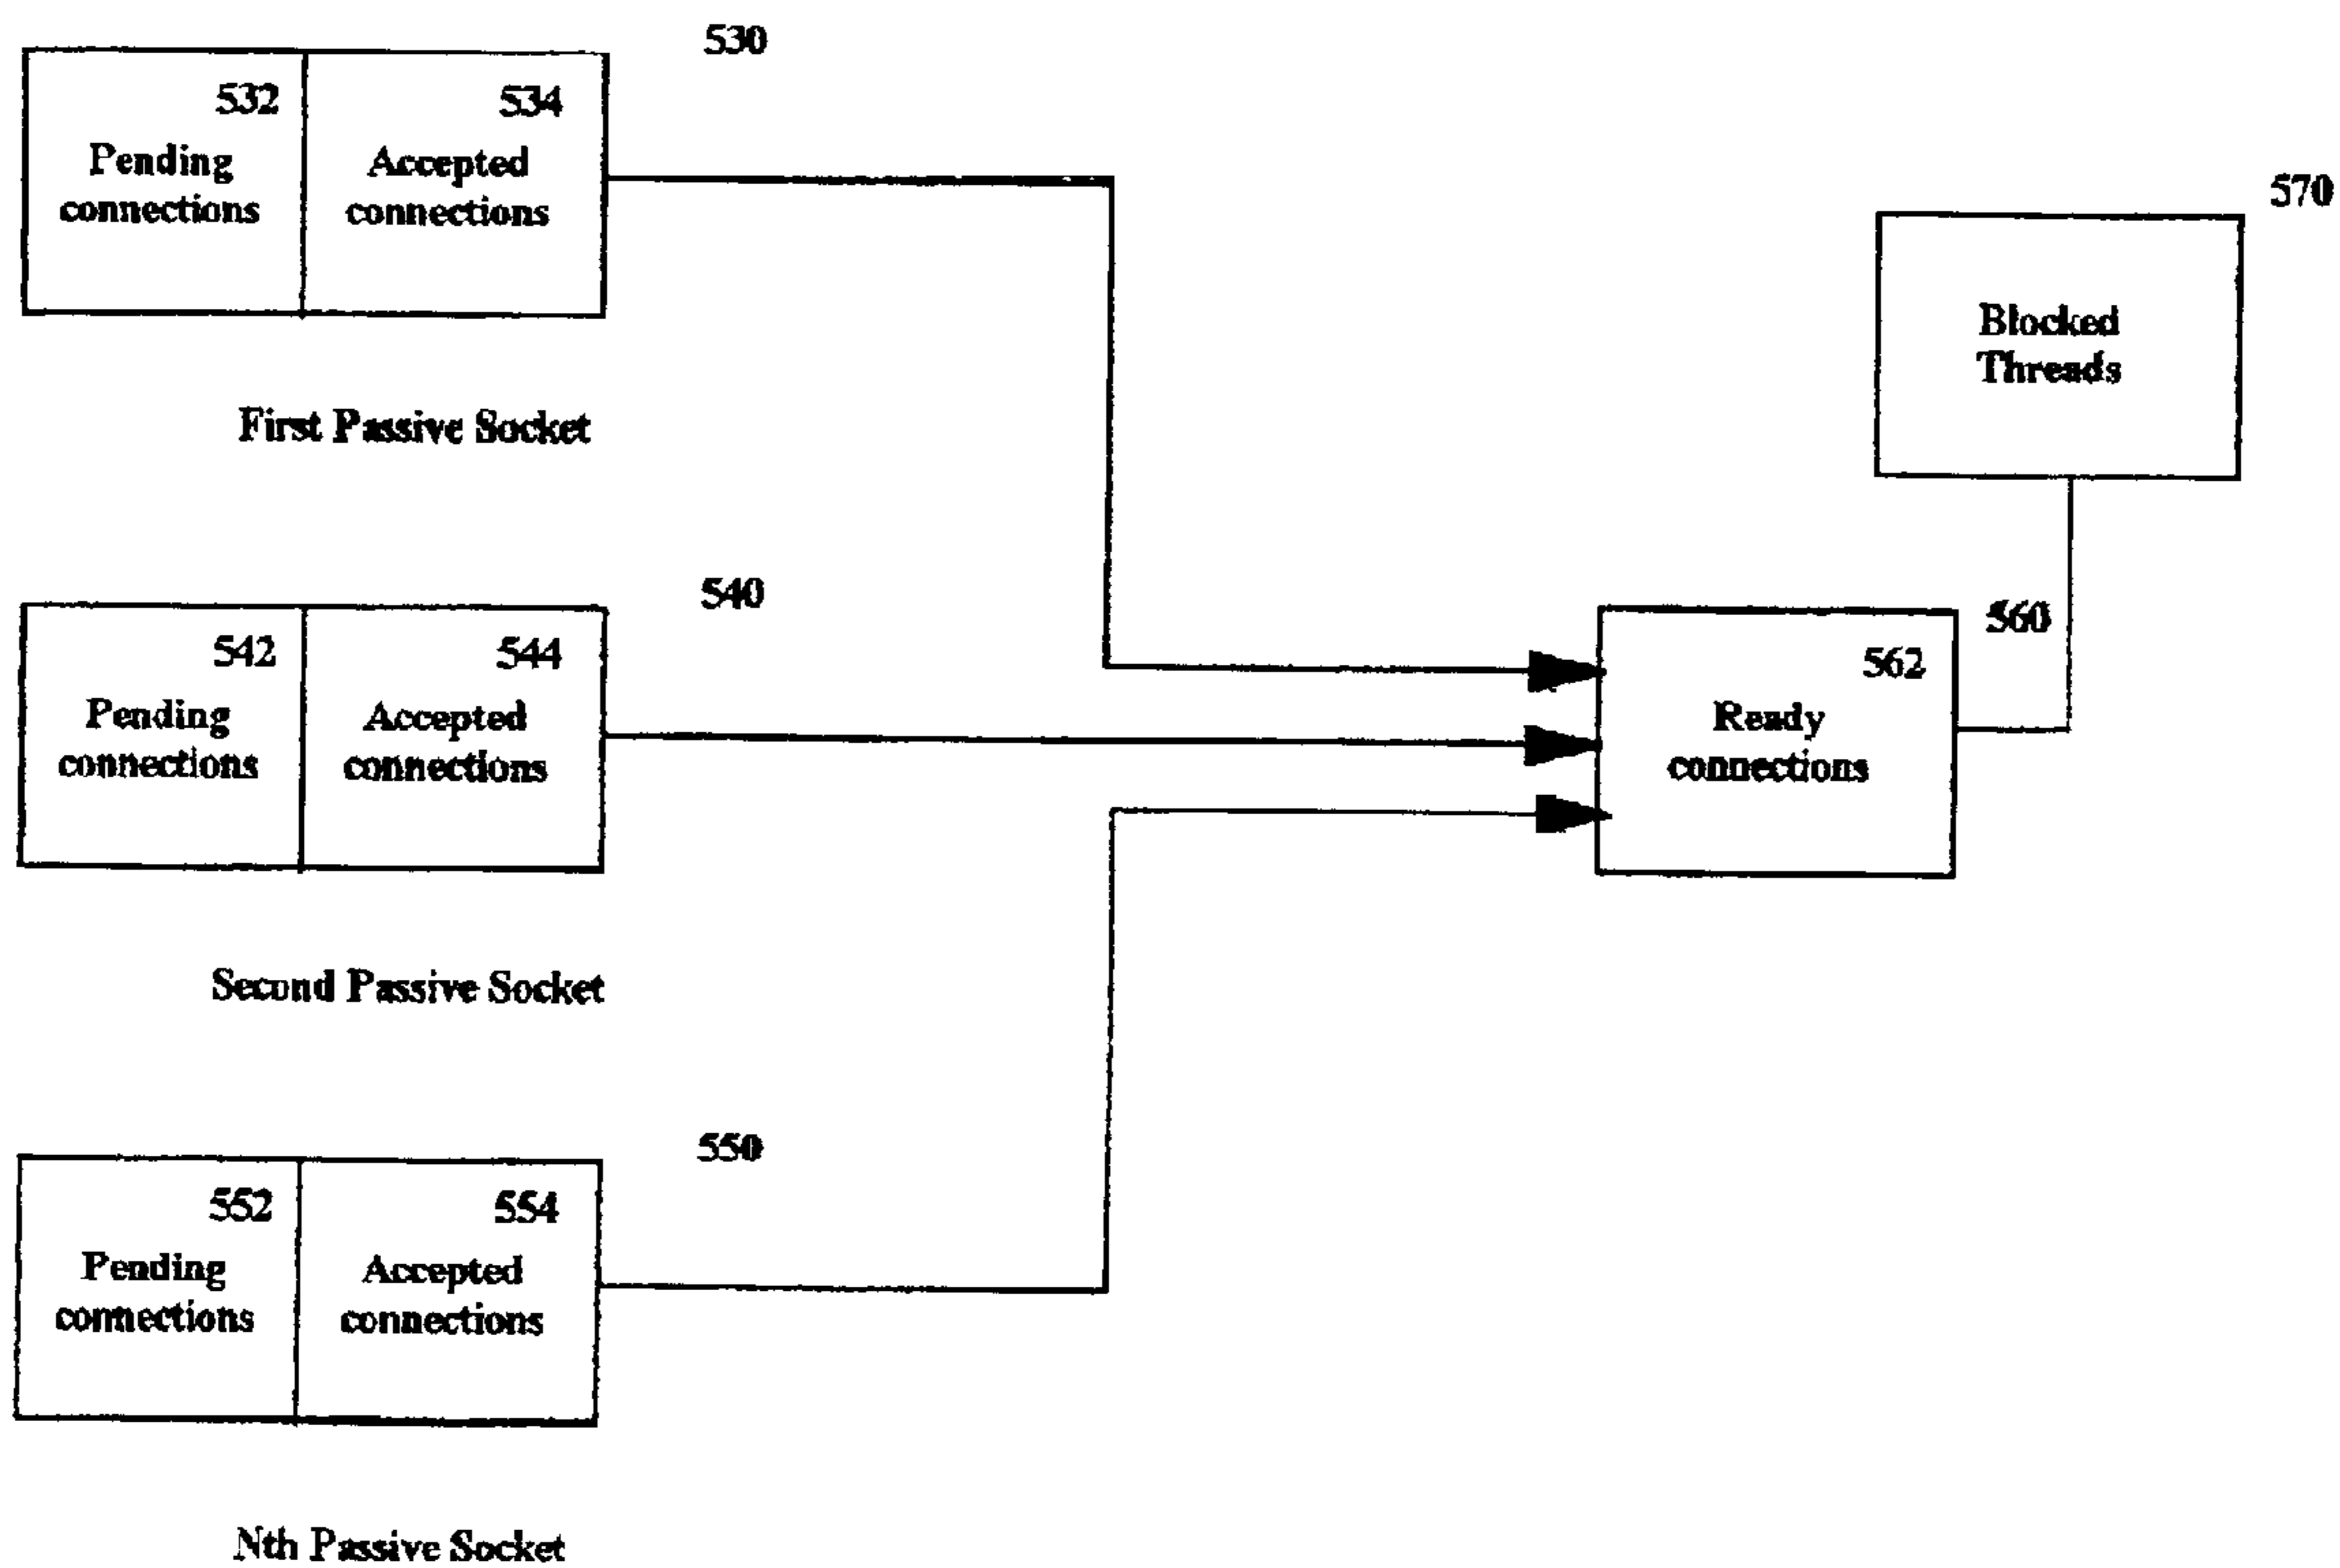 530
532
534
Pending
connections
Accepted
connections
First Passive Socket
570
Blocked
Threads
540
542
544
Pending
connections
Accepted
connections
Second Passive Socket
560
562
Ready
connections
550
552
554
Pending
connections
Accepted
connections
Nth Passive Socket